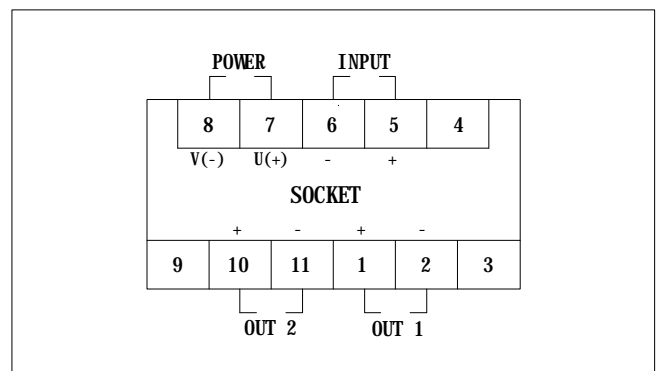 POWER INPUT
8 7 6 5 4
V(-) U(+) - +
SOCKET
+ - + -
9 10 11 1 2 3
OUT 2 OUT 1